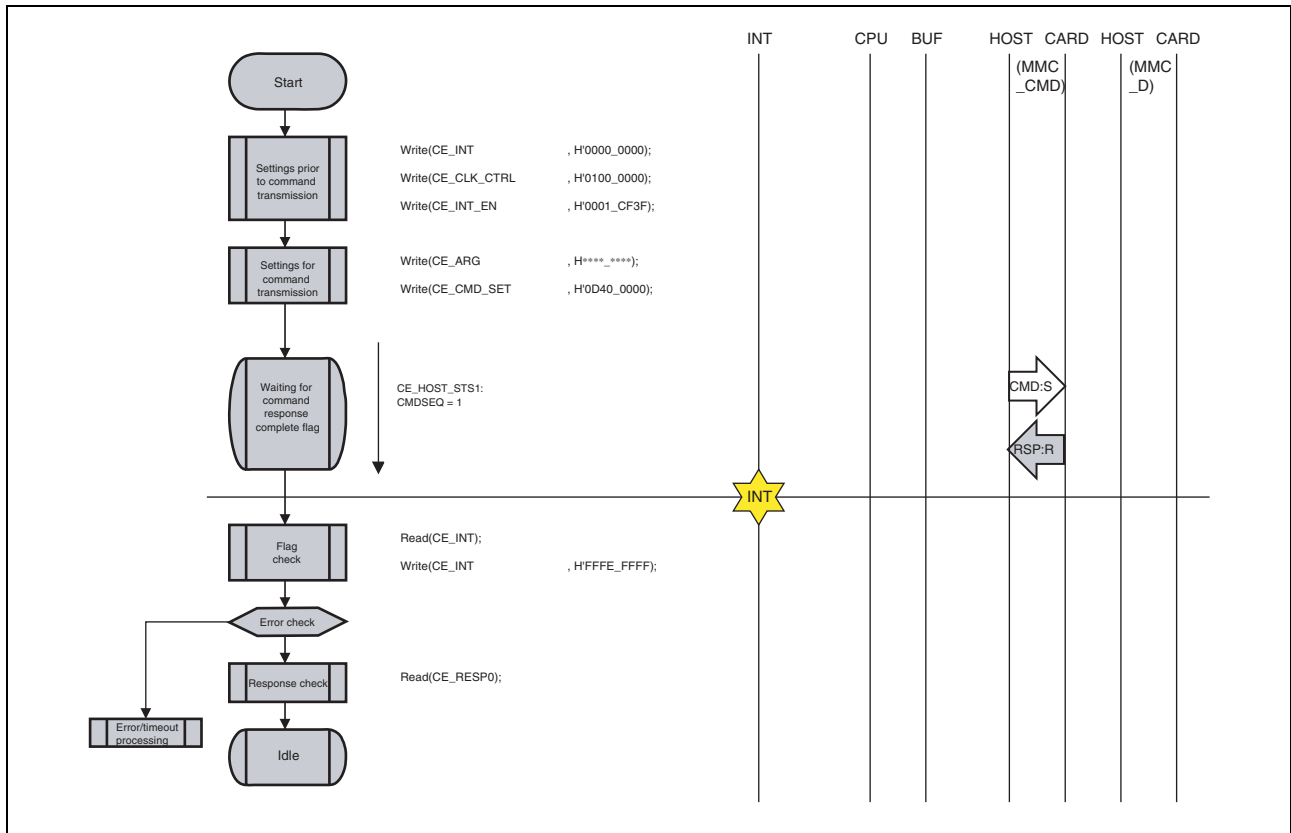 INT CPU BUF HOST CARD HOST CARD
(MMC
_CMD)
(MMC
_D)
Start
Settings prior
to command
transmission
Write(CE_INT , H'0000_0000);
Write(CE_CLK_CTRL , H'0100_0000);
Write(CE_INT_EN , H'0001_CF3F);
Settings for
command
transmission
Write(CE_ARG , H****_****);
Write(CE_CMD_SET , H'0D40_0000);
Waiting for
command
response
complete flag
CE_HOST_STS1:
CMDSEQ = 1
CMD:S
RSP:R
INT
Flag
check
Read(CE_INT);
Write(CE_INT , H'FFFE_FFFF);
Error check
Response check
Read(CE_RESP0);
Error/timeout
processing
Idle